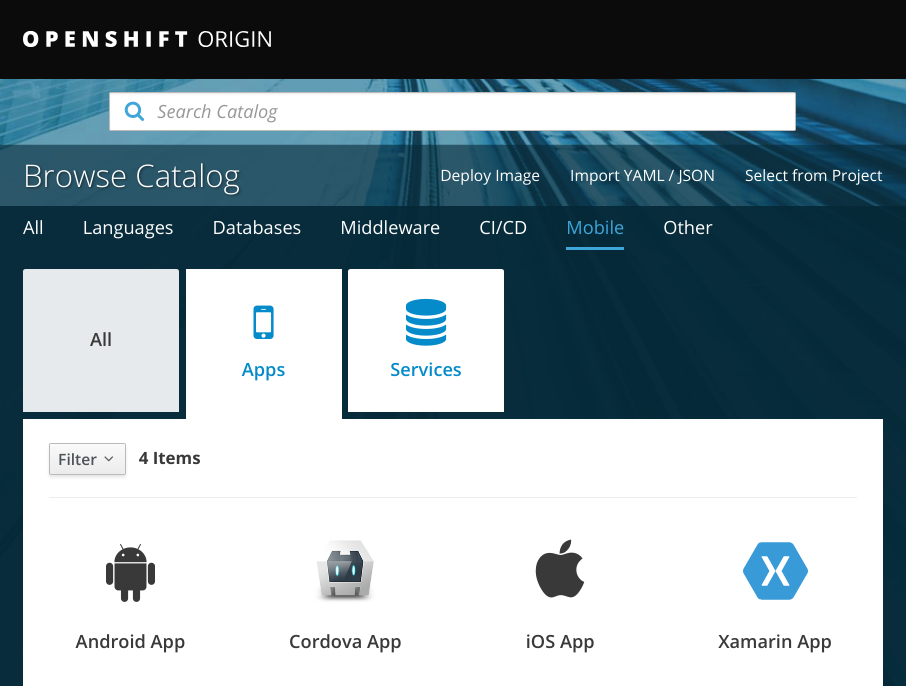 OPENSHIFT ORIGIN
Search Catalog
Browse Catalog Deploy Image Import YAML / JSON Select from Project
All Languages Databases Middleware CI/CD Mobile Other
All
Apps Services
Filter 4 Items
Android App Cordova App iOS App Xamarin App